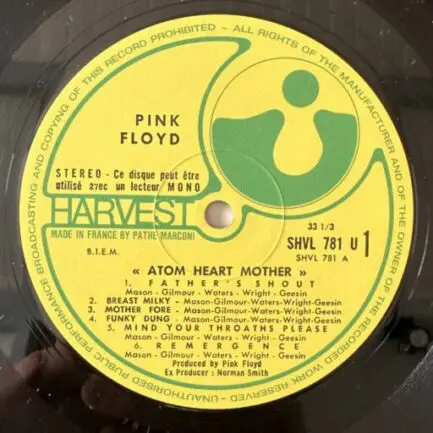 ALL RIGHTS OF THE MANUFACTURER AND OF THE OWNER OF THE RECORDED WORK RESERVED - UNAUTHORISED PUBLIC PERFORMANCE BROADCASTING AND COPYING OF THIS RECORD PROHIBITED -
PINK
FLOYD
STEREO - Ce disque peut être
utilisé avec un lecteur MONO
HARVEST
MADE IN FRANCE BY PATHE MARCONI
B.I.E.M.
33 1/3
SHVL 781 U 1
SHVL 781 A
« ATOM HEART MOTHER »
1. FATHER'S SHOUT
Mason - Gilmour - Waters - Wright - Geesin
2. BREAST MILKY - Mason-Gilmour-Waters-Wright-Geesin
3. MOTHER FORE - Mason-Gilmour-Waters-Wright-Geesin
4. FUNKY DUNG - Mason-Gilmour-Waters-Wright-Geesin
5. MIND YOUR THROATHS PLEASE
Mason - Gilmour - Waters - Wright - Geesin
6. REMERGENCE
Mason - Gilmour - Waters - Wright - Geesin
Produced by Pink Floyd
Ex Producer : Norman Smith